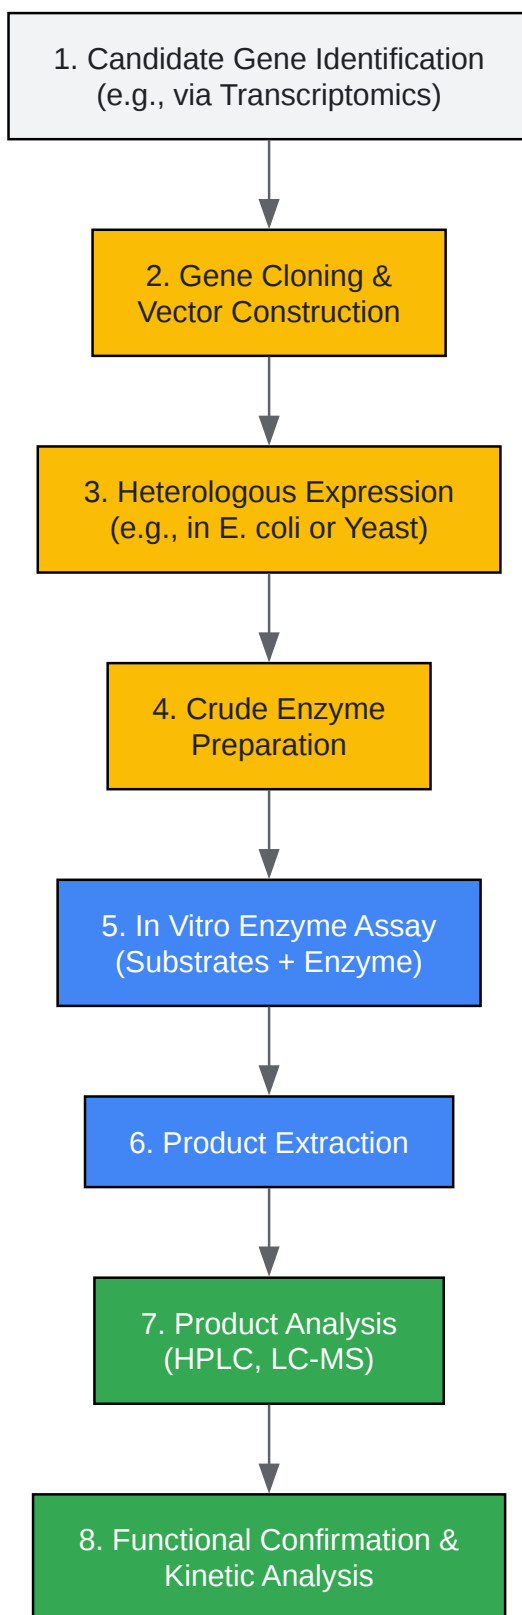 1. Candidate Gene Identification
(e.g., via Transcriptomics)
2. Gene Cloning &
Vector Construction
3. Heterologous Expression
(e.g., in E. coli or Yeast)
4. Crude Enzyme
Preparation
5. In Vitro Enzyme Assay
(Substrates + Enzyme)
6. Product Extraction
7. Product Analysis
(HPLC, LC-MS)
8. Functional Confirmation &
Kinetic Analysis